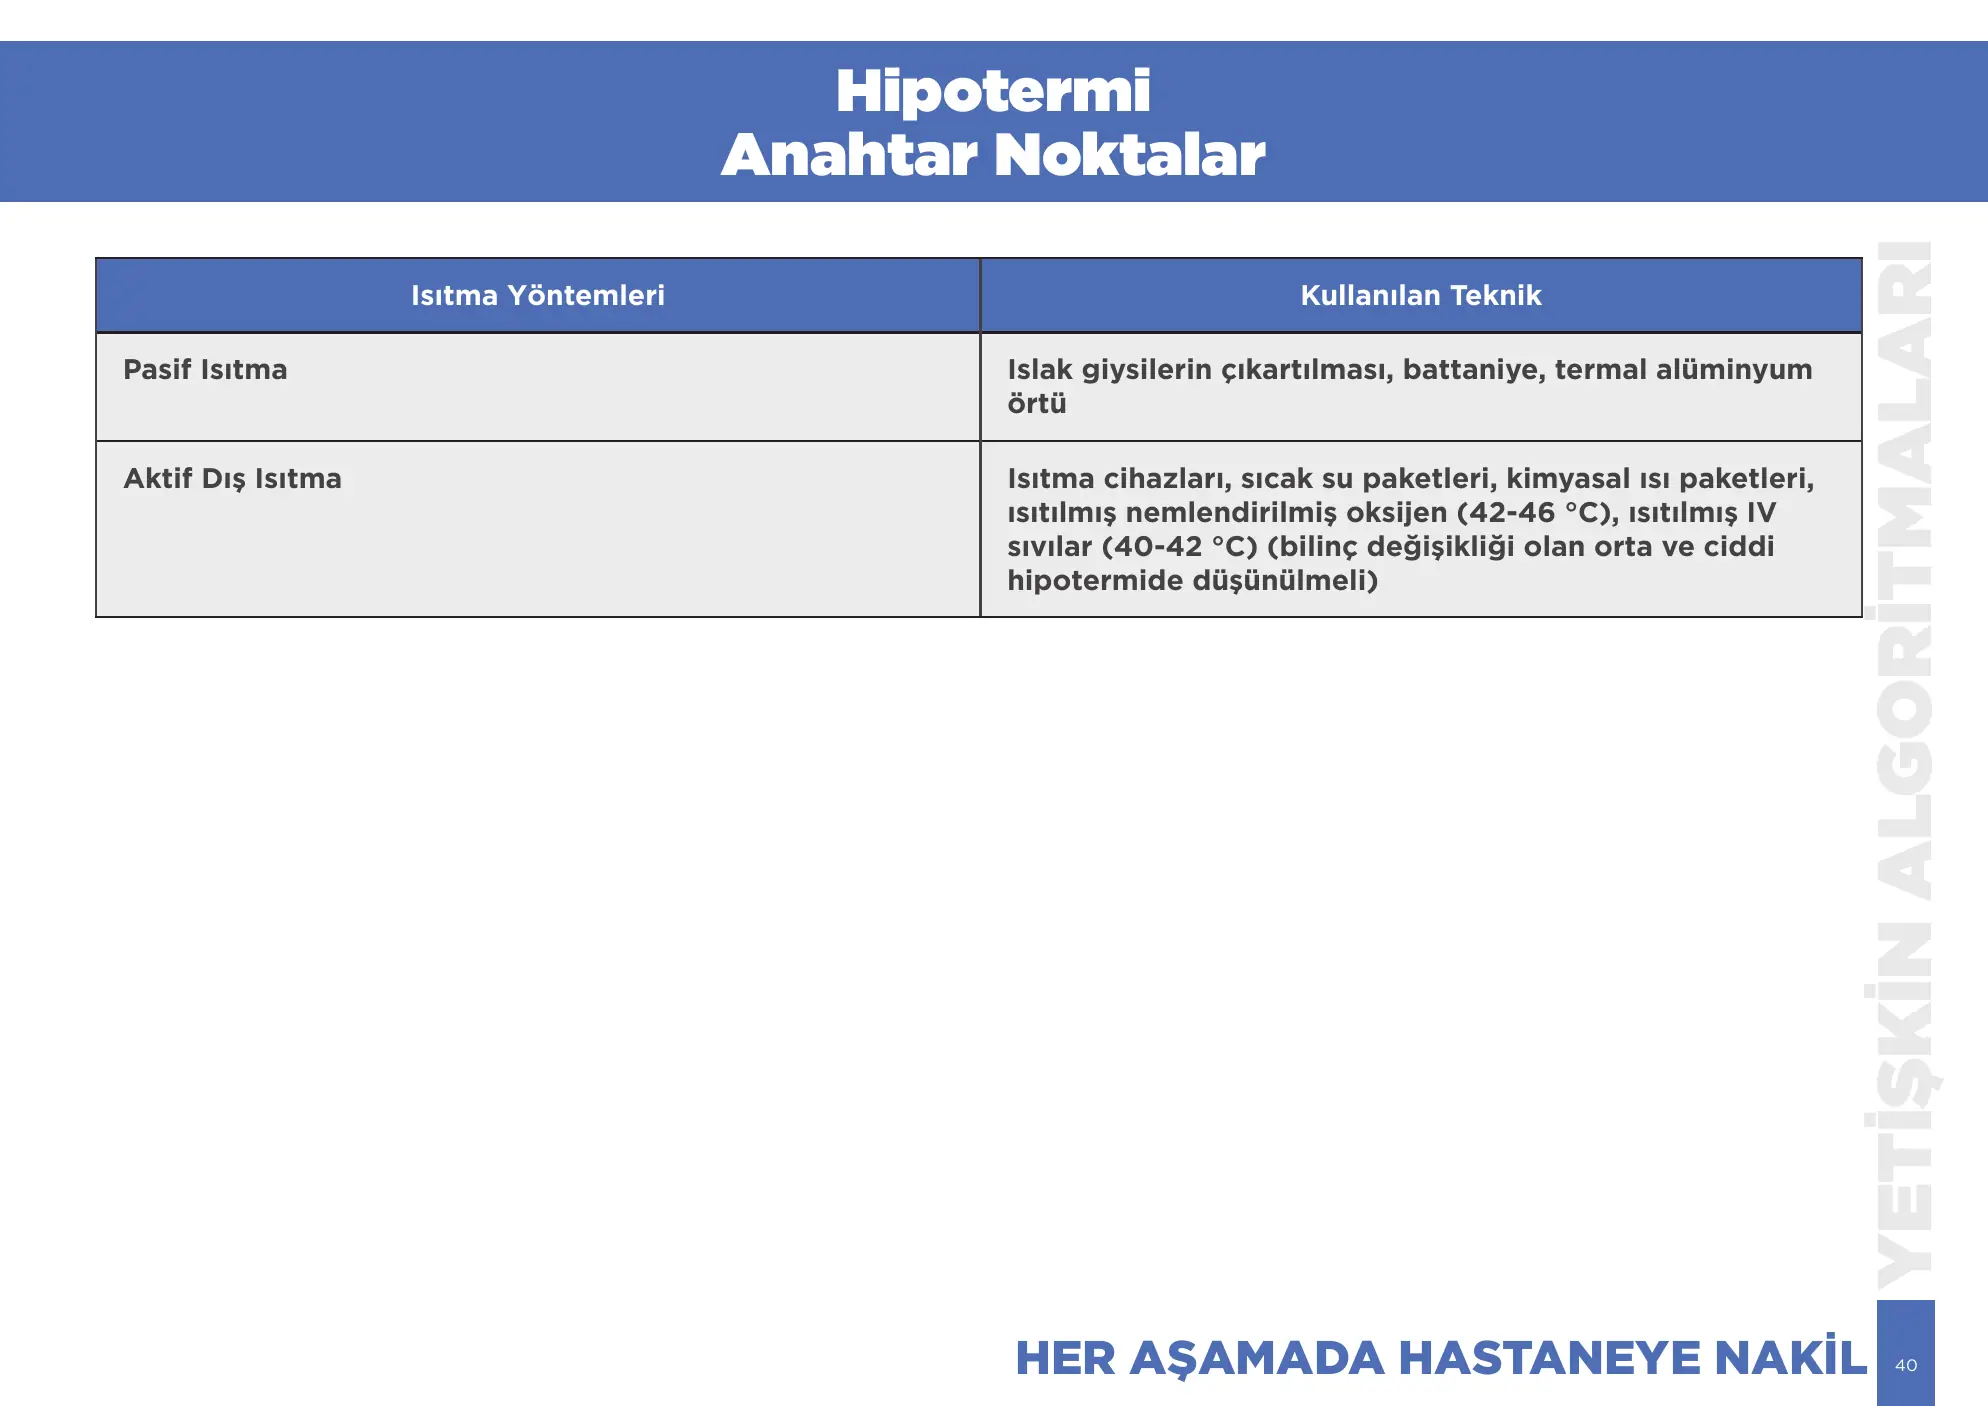 Hipotermi
Anahtar Noktalar
Isıtma Yöntemleri
Kullanılan Teknik
Pasif Isıtma
Islak giysilerin çıkartılması, battaniye, termal alüminyum
örtü
Aktif Dış Isıtma
Isıtma cihazları, sıcak su paketleri, kimyasal ısı paketleri,
ısıtılmış nemlendirilmiş oksijen (42-46 °C), ısıtılmış IV
sıvılar (40-42 °C) (bilinç değişikliği olan orta ve ciddi
hipotermide düşünülmeli)
YETİŞKİN ALGORİTMALARI
HER AŞAMADA HASTANEYE NAKİL
40